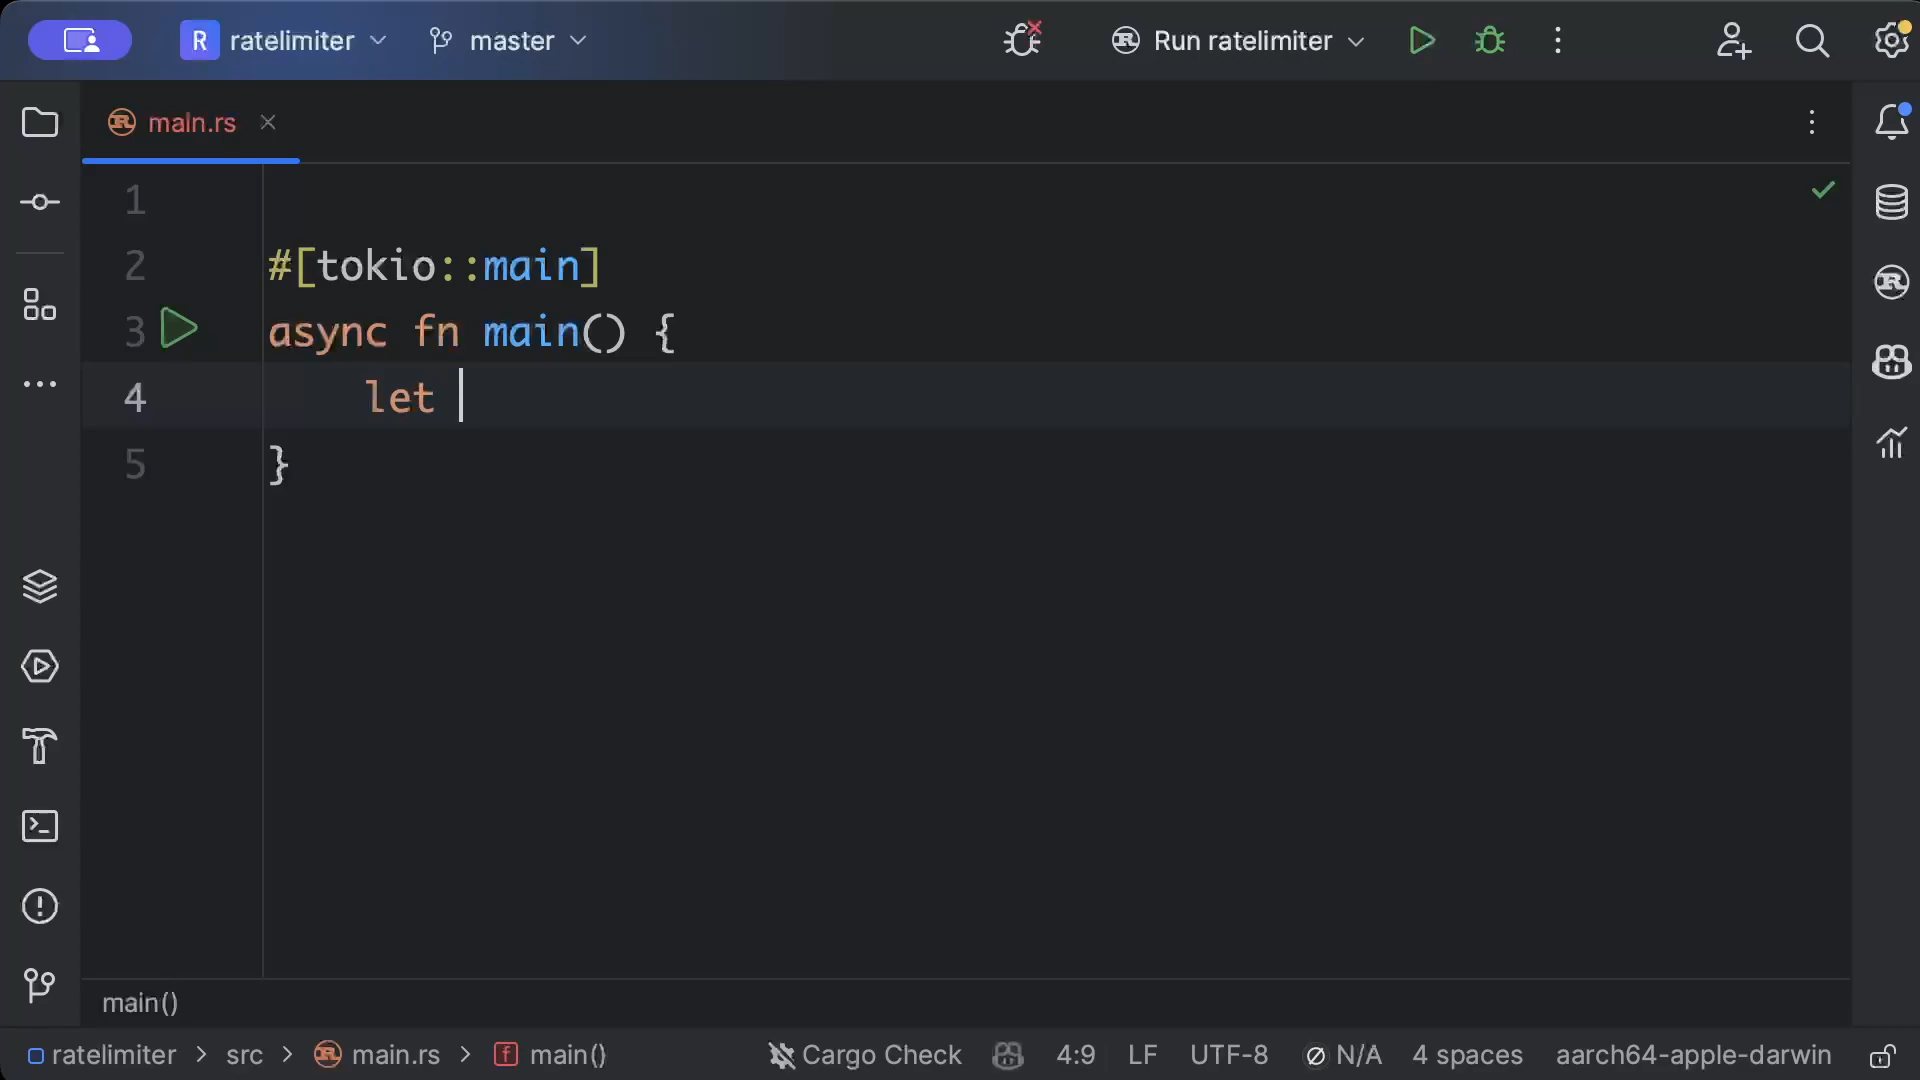 R ratelimiter master Run ratelimiter
maln.rs
1
2 #[tokio::main]
3 async fn main() {
4 let
5 }
main()
ratelimiter > src > main.rs > f main() Cargo Check 4:9 LF UTF-8 N/A 4 spaces aarch64-apple-darwin